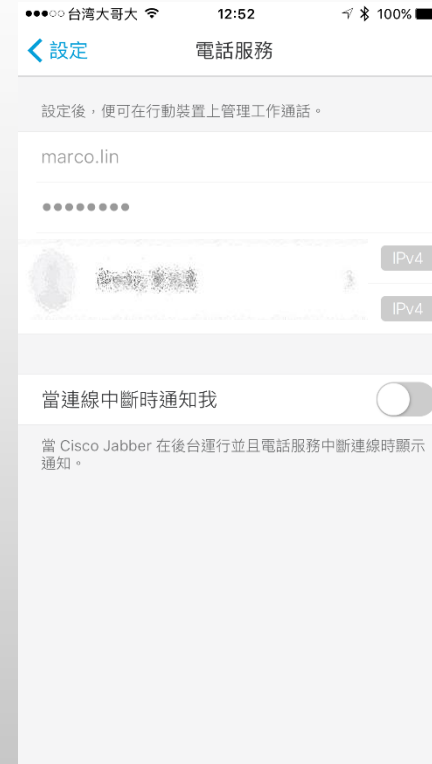 ●●●○○ 台湾大哥大 12:52 100%
設定 電話服務
設定後，便可在行動裝置上管理工作通話。
marco.lin
●●●●●●●●
IPv4
IPv4
當連線中斷時通知我
當 Cisco Jabber 在後台運行並且電話服務中斷連線時顯示
通知。